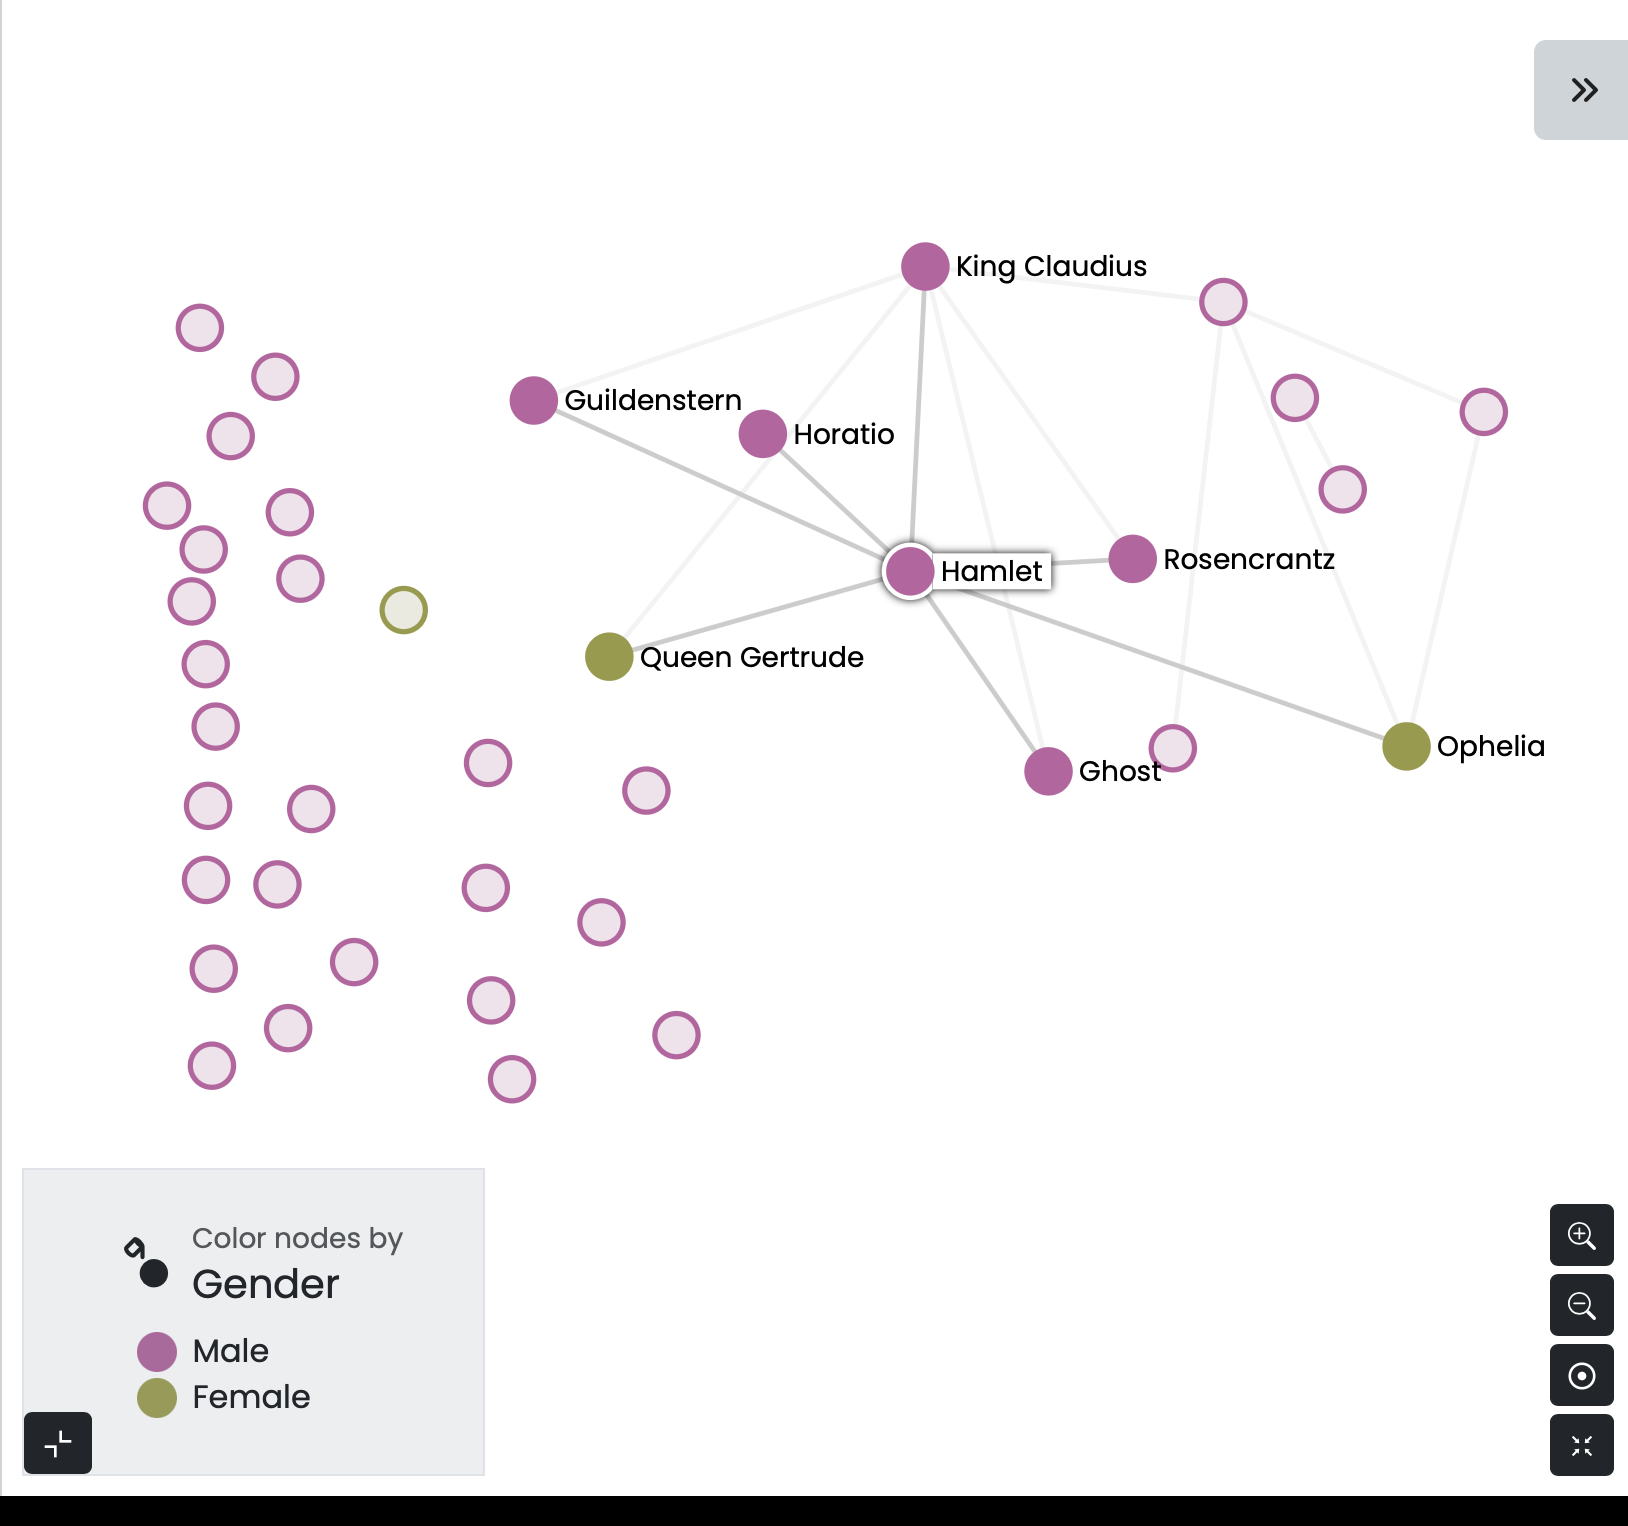 King Claudius
Guildenstern
Horatio
Hamlet
Rosencrantz
Queen Gertrude
Ophelia
Ghost
Color nodes by
Gender
Male
Female